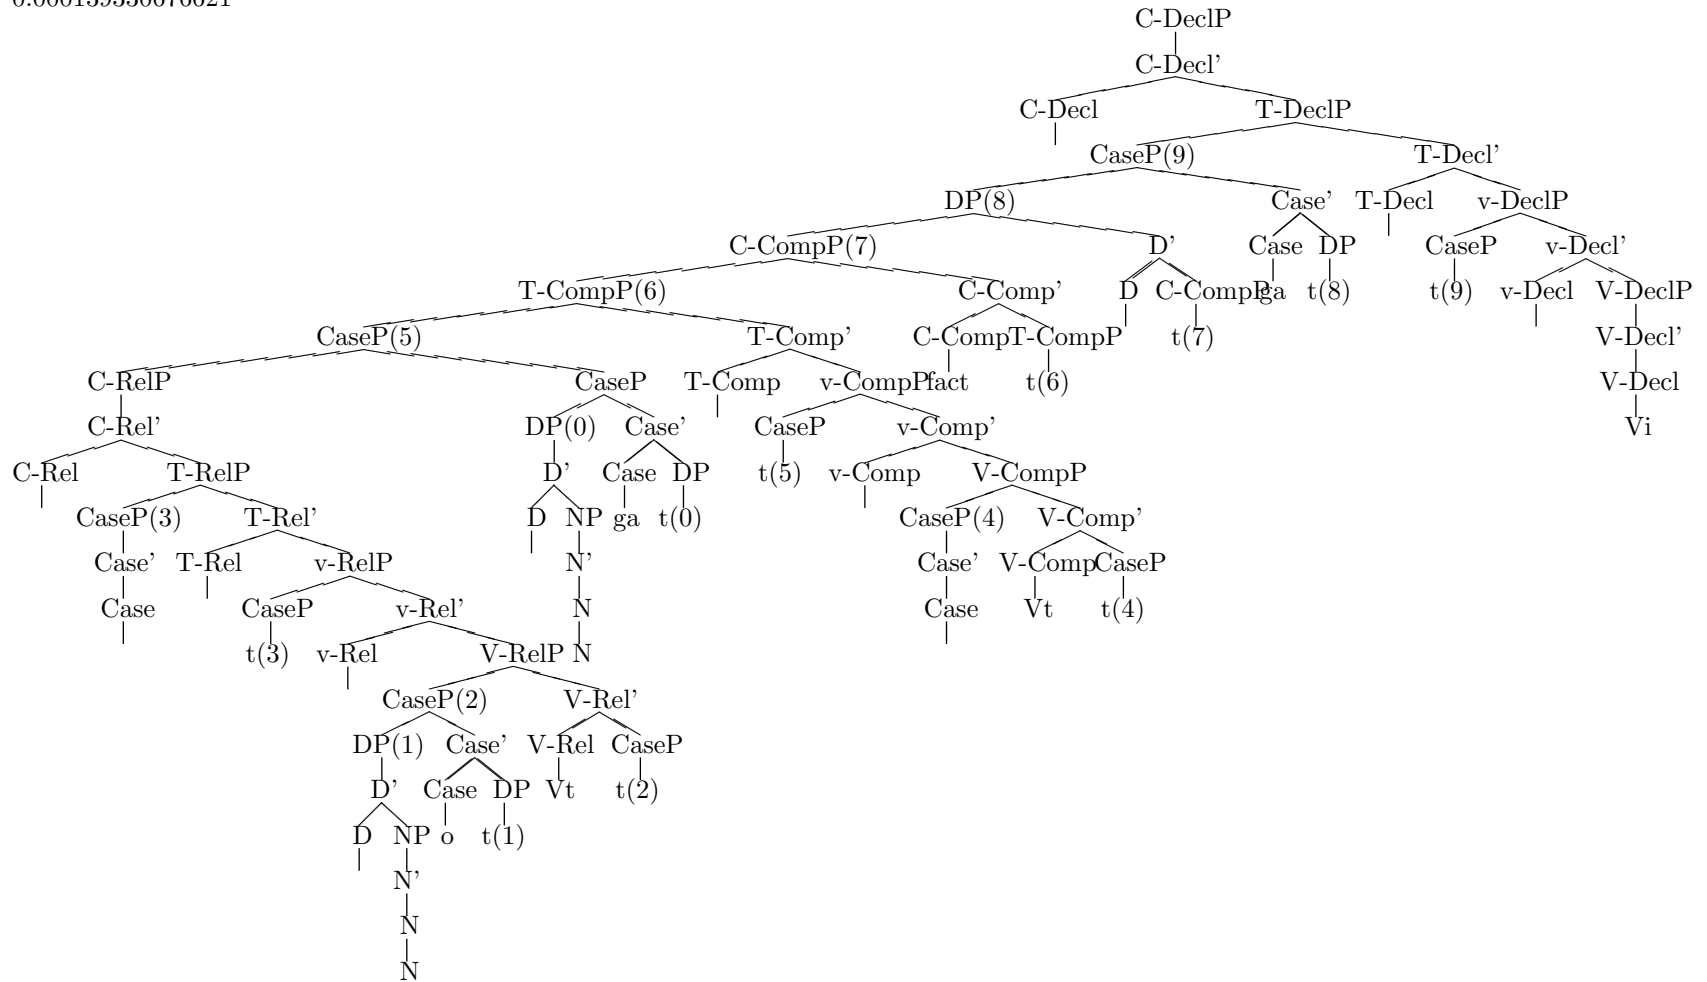 C-DeclP
C-Decl'
C-Decl T-DeclP
CaseP(9) T-Decl'
DP(8) Case' T-Decl v-DeclP
C-CompP(7) D' Case DP CaseP v-Decl'
T-CompP(6) C-Comp' D C-CompP ga t(8) t(9) v-Decl V-DeclP
CaseP(5) T-Comp' C-Comp T-CompP t(7) V-Decl'
C-RelP CaseP T-Comp v-CompP fact t(6) V-Decl
C-Rel' DP(0) Case' CaseP v-Comp' Vi
C-Rel T-RelP D' Case DP t(5) v-Comp V-CompP
CaseP(3) T-Rel' D NP ga t(0) CaseP(4) V-Comp'
Case' T-Rel v-RelP N' Case' V-Comp CaseP
Case CaseP v-Rel' N Case Vt t(4)
t(3) v-Rel V-RelP N
CaseP(2) V-Rel'
DP(1) Case' V-Rel CaseP
D' Case DP Vt t(2)
D NP o t(1)
N'
N
N